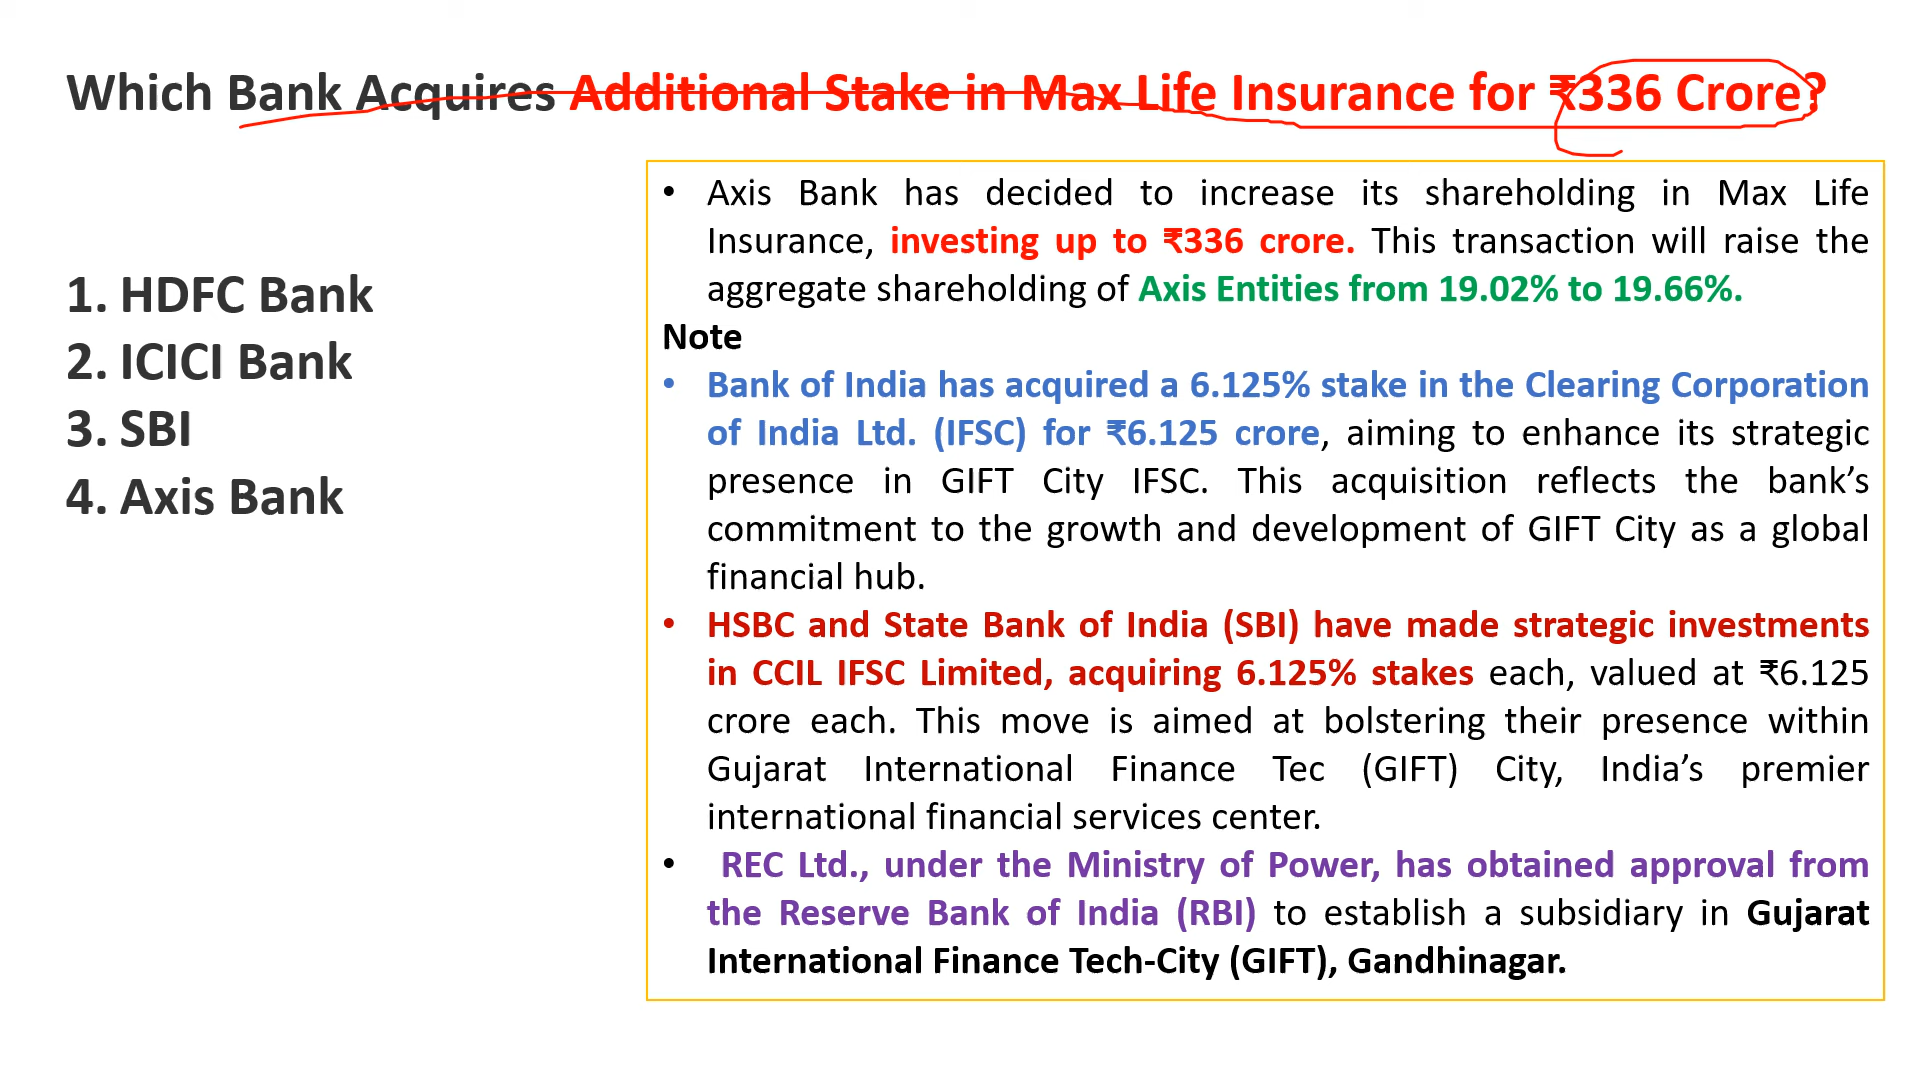 Which Bank Acquires Additional Stake in Max Life Insurance for ₹336 Crore?
1. HDFC Bank
2. ICICI Bank
3. SBI
4. Axis Bank
• Axis Bank has decided to increase its shareholding in Max Life
Insurance, investing up to ₹336 crore. This transaction will raise the
aggregate shareholding of Axis Entities from 19.02% to 19.66%.
Note
• Bank of India has acquired a 6.125% stake in the Clearing Corporation
of India Ltd. (IFSC) for ₹6.125 crore, aiming to enhance its strategic
presence in GIFT City IFSC. This acquisition reflects the bank’s
commitment to the growth and development of GIFT City as a global
financial hub.
• HSBC and State Bank of India (SBI) have made strategic investments
in CCIL IFSC Limited, acquiring 6.125% stakes each, valued at ₹6.125
crore each. This move is aimed at bolstering their presence within
Gujarat International Finance Tec (GIFT) City, India’s premier
international financial services center.
• REC Ltd., under the Ministry of Power, has obtained approval from
the Reserve Bank of India (RBI) to establish a subsidiary in Gujarat
International Finance Tech-City (GIFT), Gandhinagar.